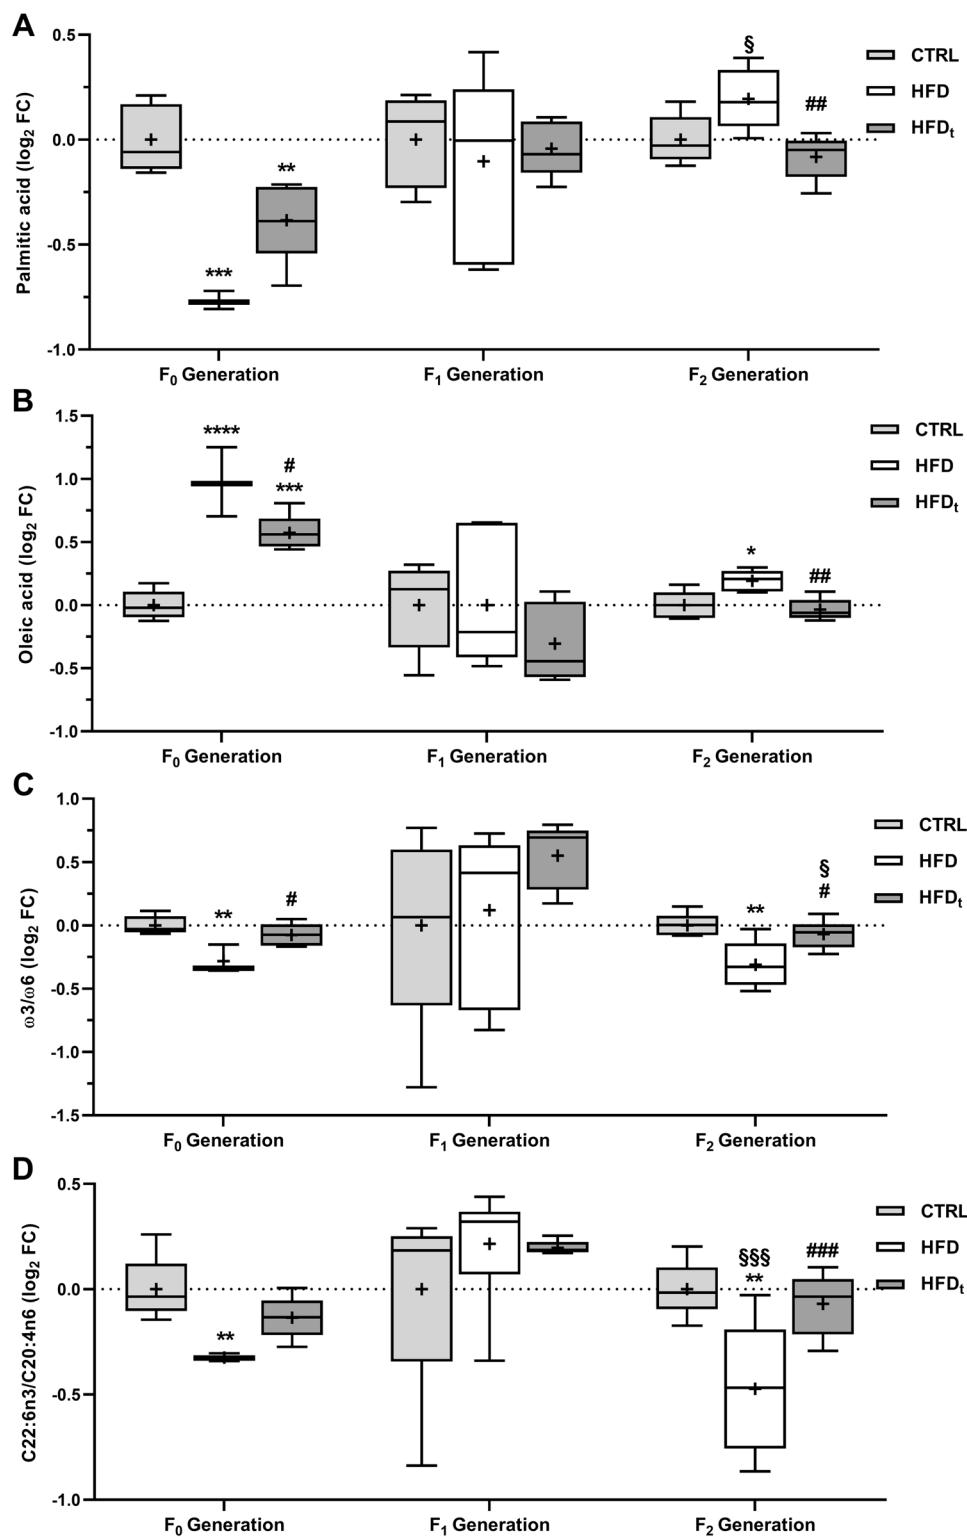 A
Palmitic acid (log₂ FC)
0.5
0.0
-0.5
-1.0
***
**
§
##
CTRL
HFD
HFDₜ
F₀ Generation
F₁ Generation
F₂ Generation
B
Oleic acid (log₂ FC)
1.5
1.0
0.5
0.0
-0.5
-1.0
****
#
***
*
##
CTRL
HFD
HFDₜ
F₀ Generation
F₁ Generation
F₂ Generation
C
ω3/ω6 (log₂ FC)
1.0
0.5
0.0
-0.5
-1.0
-1.5
**
#
**
§
#
CTRL
HFD
HFDₜ
F₀ Generation
F₁ Generation
F₂ Generation
D
C22:6n3/C20:4n6 (log₂ FC)
0.5
0.0
-0.5
-1.0
**
§§§
**
###
CTRL
HFD
HFDₜ
F₀ Generation
F₁ Generation
F₂ Generation